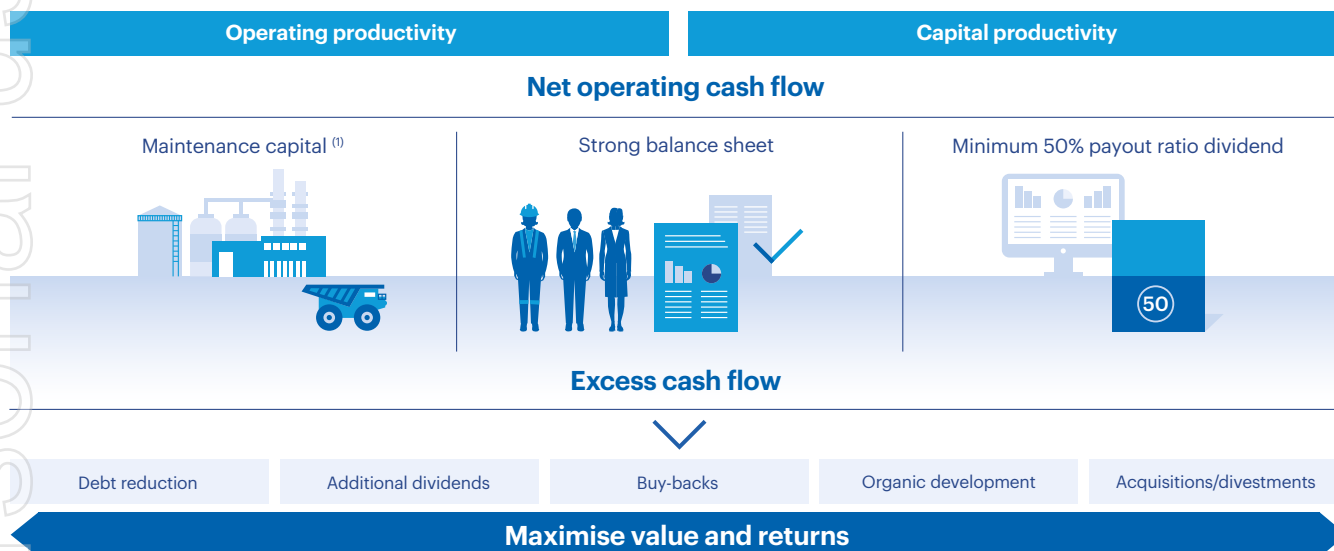 Operating productivity
Capital productivity
Net operating cash flow
Maintenance capital (1)
Strong balance sheet
Minimum 50% payout ratio dividend
50
Excess cash flow
Debt reduction
Additional dividends
Buy-backs
Organic development
Acquisitions/divestments
Maximise value and returns